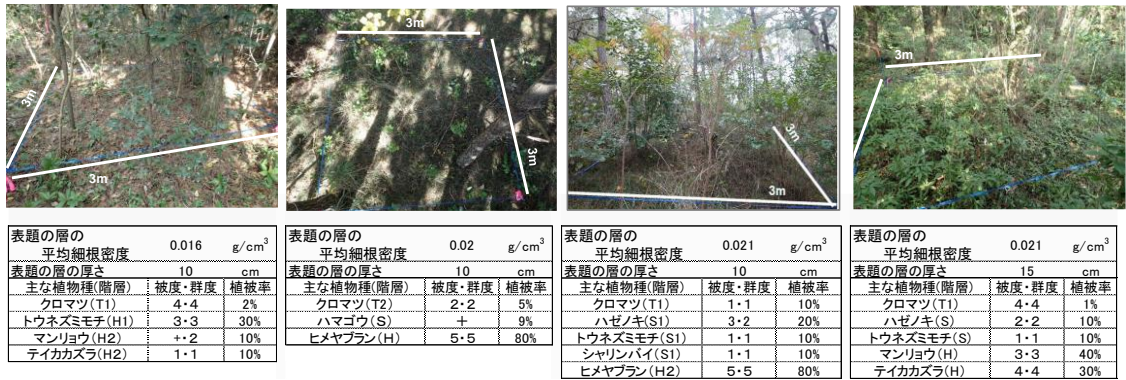 3m
3m
3m
3m
3m
3m
3m
表題の層の
平均細根密度 0.016 g/cm³
表題の層の厚さ 10 cm
主な植物種(階層) 被度・群度 植被率
クロマツ(T1) 4・4 2%
トウネズミモチ(H1) 3・3 30%
マンリョウ(H2) +・2 10%
テイカカズラ(H2) 1・1 10%
表題の層の
平均細根密度 0.02 g/cm³
表題の層の厚さ 10 cm
主な植物種(階層) 被度・群度 植被率
クロマツ(T2) 2・2 5%
ハマゴウ(S) + 9%
ヒメヤブラン(H) 5・5 80%
表題の層の
平均細根密度 0.021 g/cm³
表題の層の厚さ 10 cm
主な植物種(階層) 被度・群度 植被率
クロマツ(T1) 1・1 10%
ハゼノキ(S1) 3・2 20%
トウネズミモチ(S1) 1・1 10%
シャリンバイ(S1) 1・1 10%
ヒメヤブラン(H2) 5・5 80%
表題の層の
平均細根密度 0.021 g/cm³
表題の層の厚さ 15 cm
主な植物種(階層) 被度・群度 植被率
クロマツ(T1) 4・4 1%
ハゼノキ(S) 2・2 10%
トウネズミモチ(S) 1・1 10%
マンリョウ(H) 3・3 40%
テイカカズラ(H) 4・4 30%